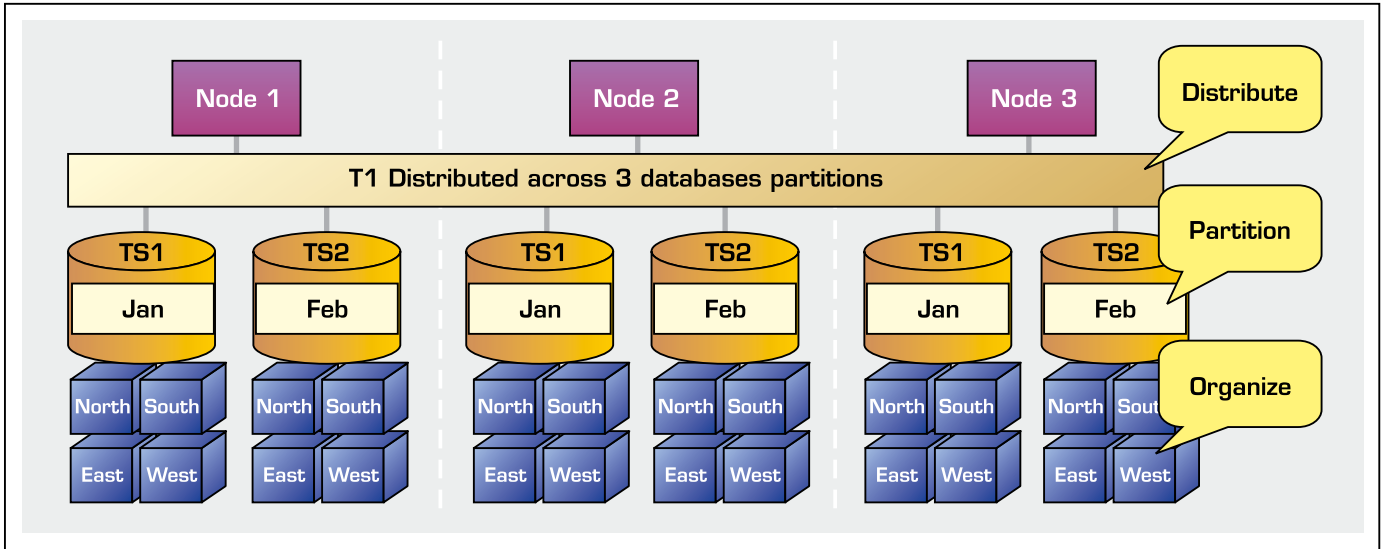 Node 1
Node 2
Node 3
Distribute
T1 Distributed across 3 databases partitions
Partition
TS1
TS2
TS1
TS2
TS1
TS2
Jan
Feb
Jan
Feb
Jan
Feb
Organize
North
South
North
South
North
South
North
South
North
South
North
East
West
East
West
East
West
East
West
East
West
East
West